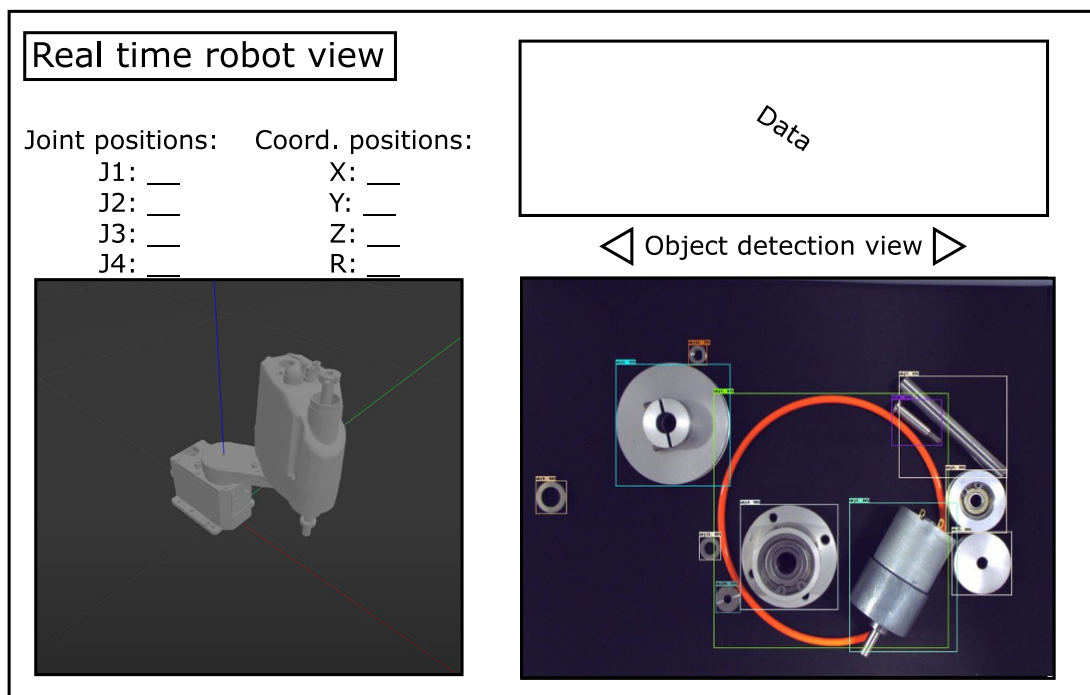 Real time robot view
Joint positions:
J1: __
J2: __
J3: __
J4: __
Coord. positions:
X: __
Y: __
Z: __
R: __
Data
Object detection view